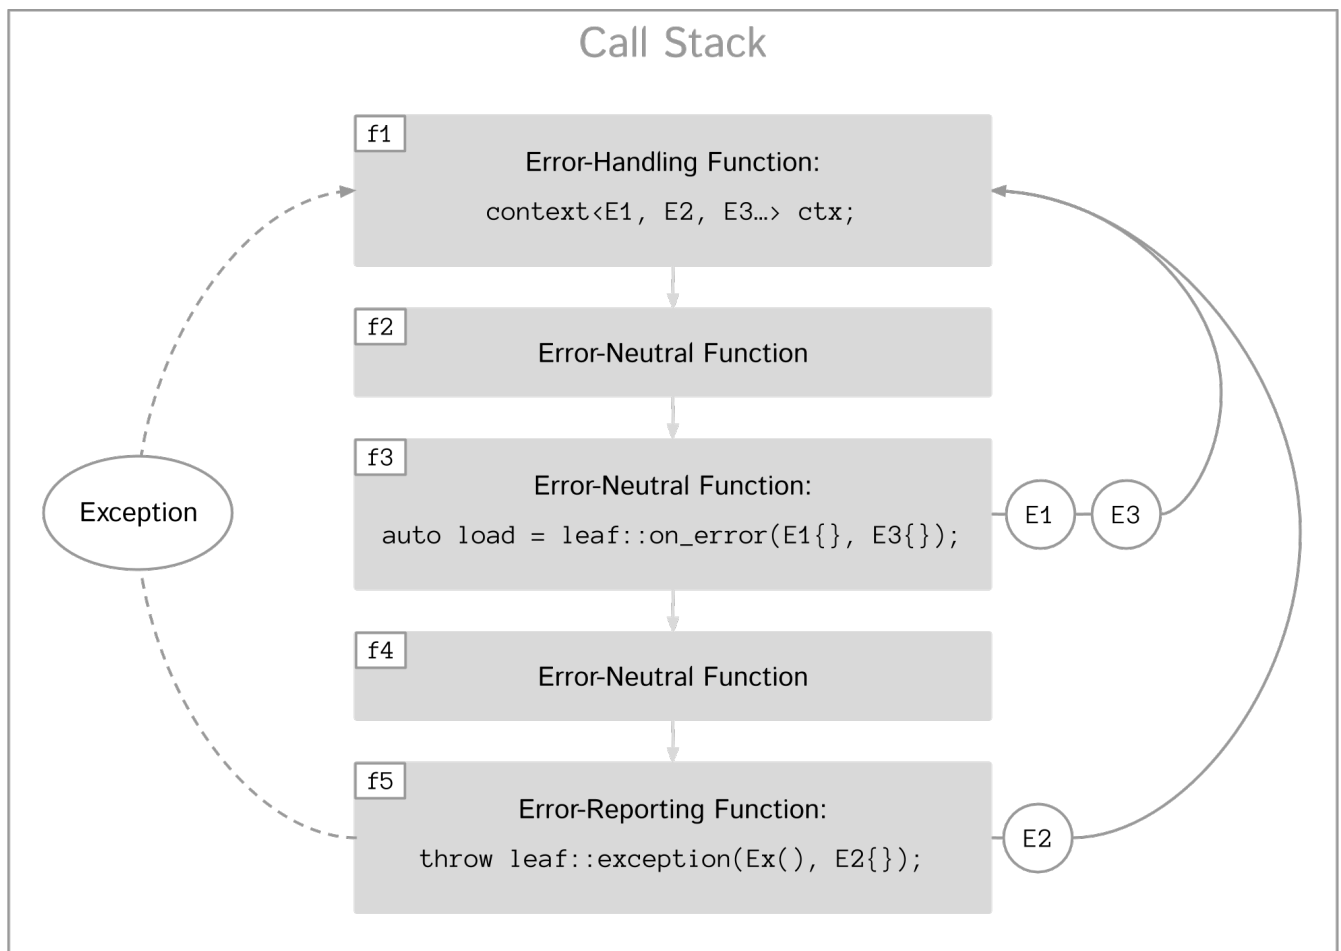 Call Stack
f1
Error-Handling Function:
context<E1, E2, E3…> ctx;
f2
Error-Neutral Function
f3
Error-Neutral Function:
auto load = leaf::on_error(E1{}, E3{});
E1
E3
Exception
f4
Error-Neutral Function
f5
Error-Reporting Function:
throw leaf::exception(Ex(), E2{});
E2